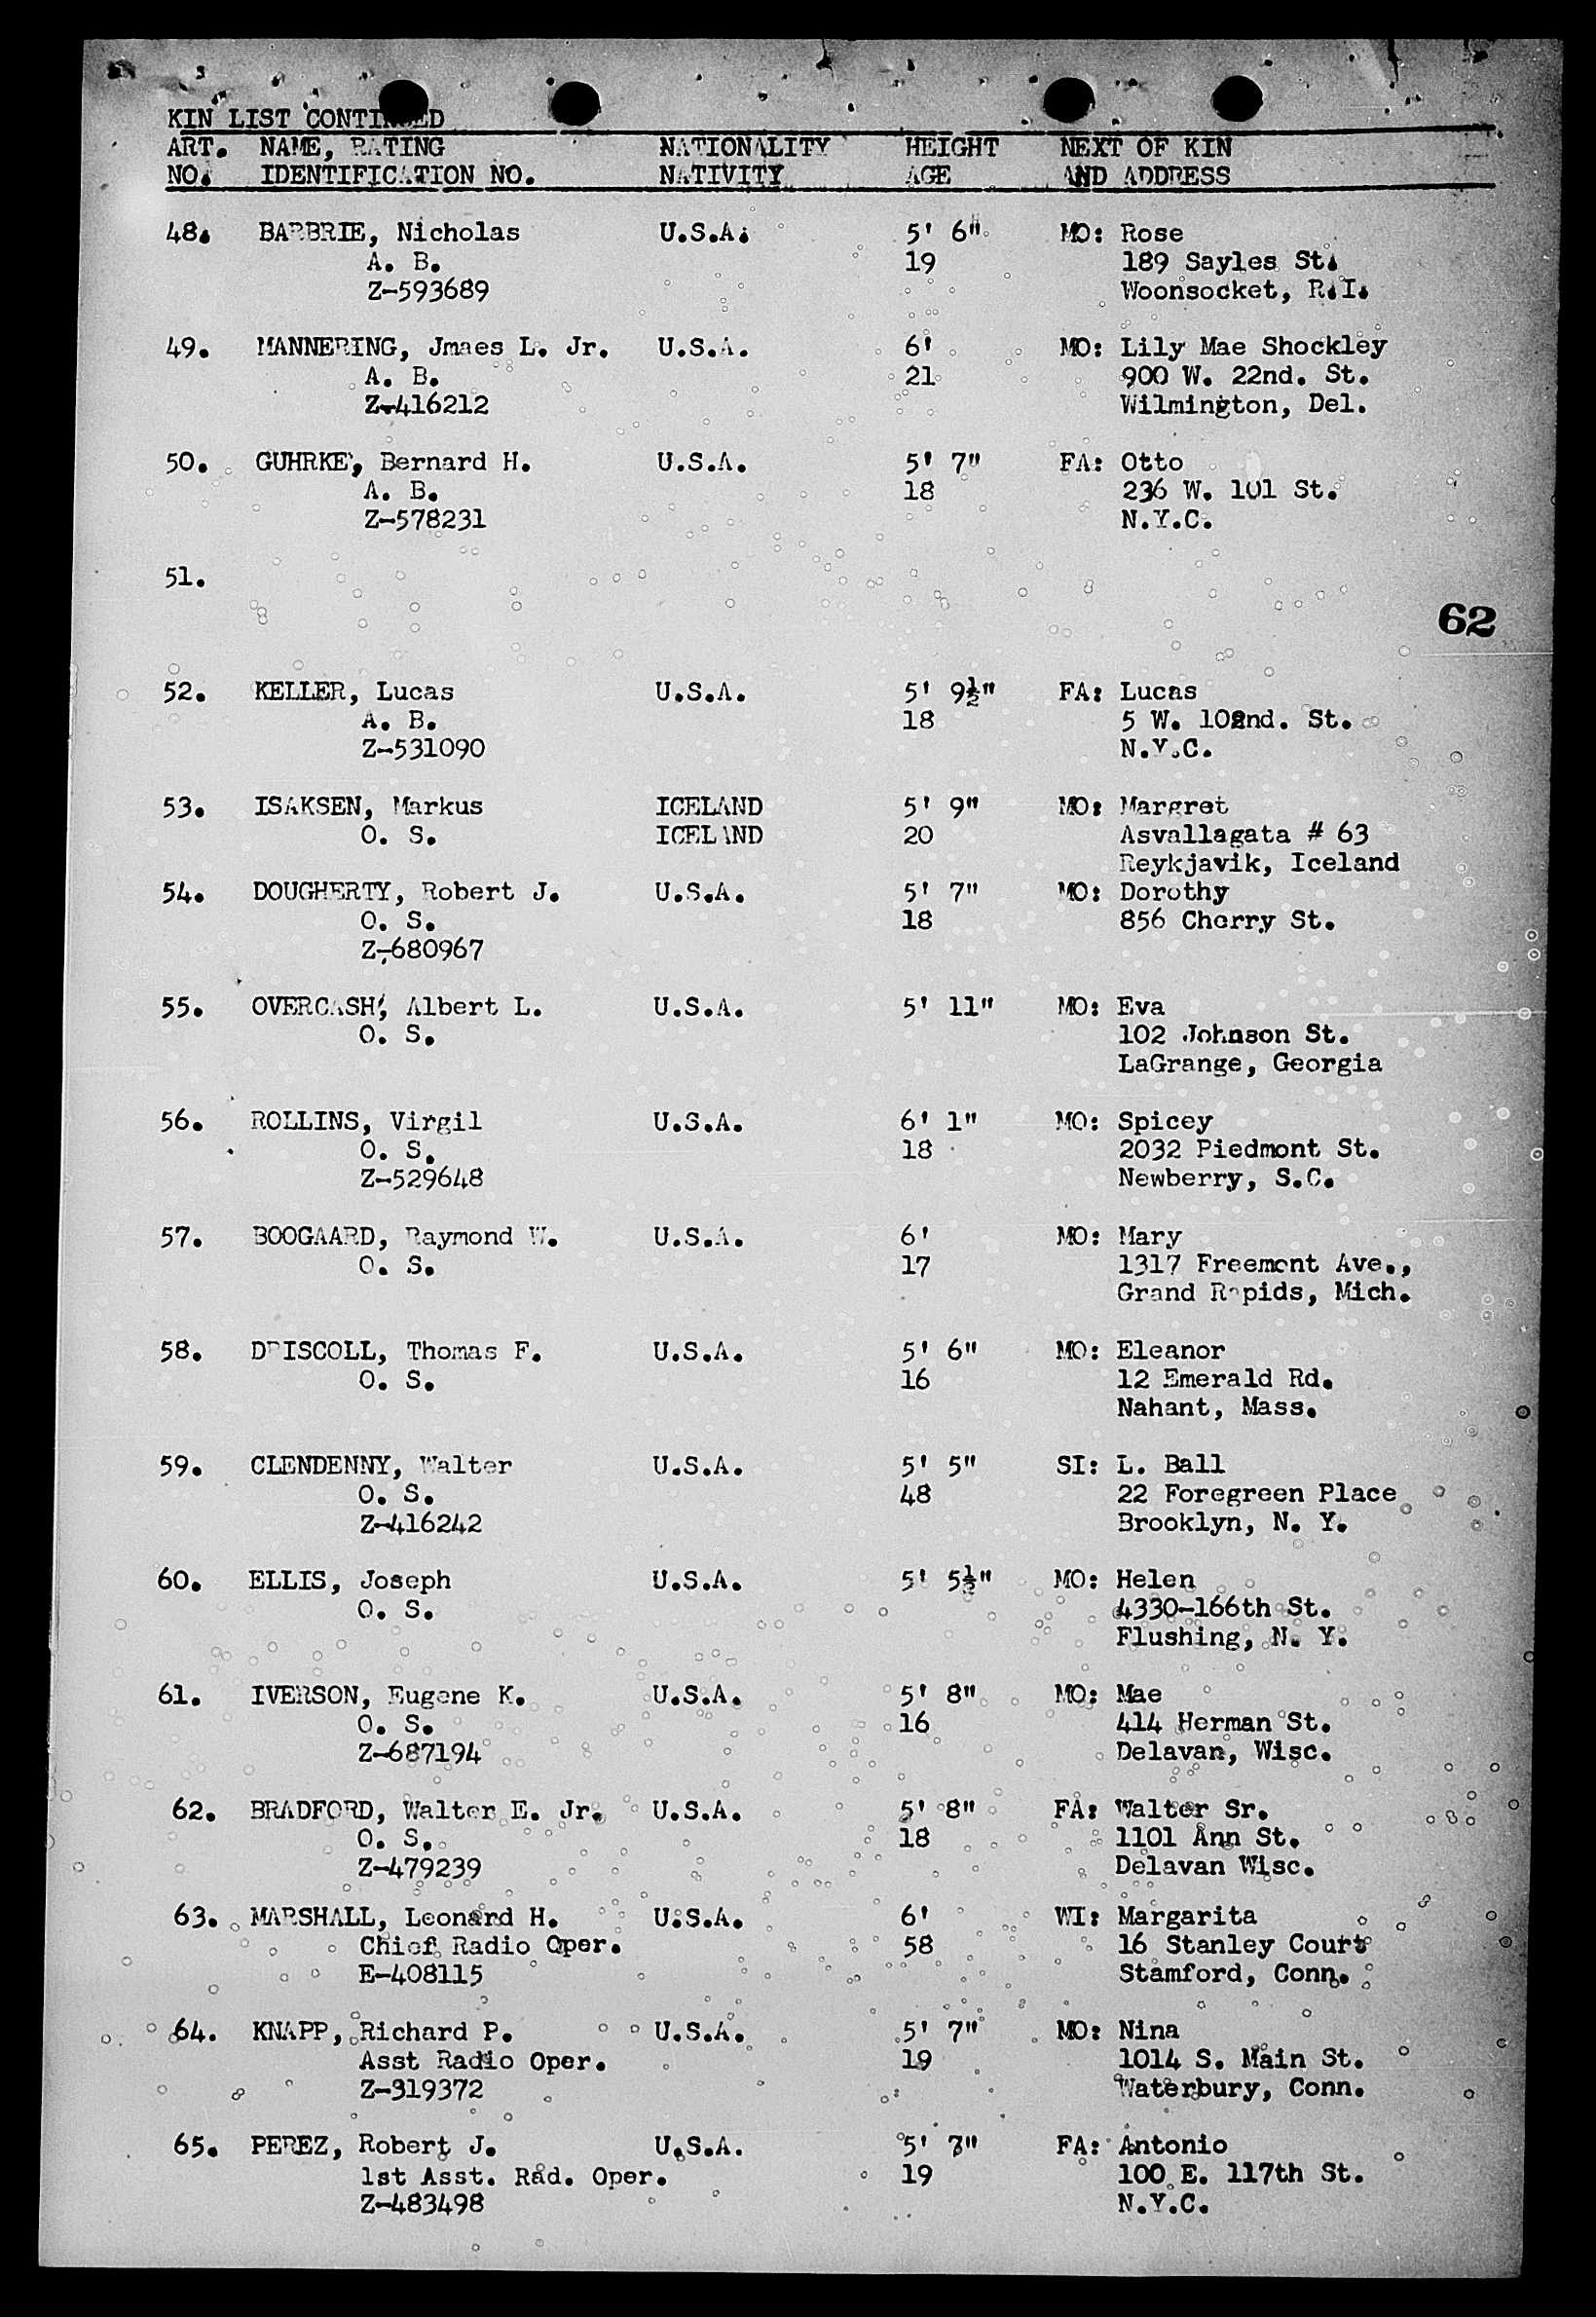 KIN LIST CONTINUED
ART. NAME, RATING NATIONALITY HEIGHT NEXT OF KIN
NO. IDENTIFICATION NO. NATIVITY AGE AND ADDRESS
48. BARBRIE, Nicholas U.S.A. 5' 6" MO: Rose
A. B. 19 189 Sayles St.
Z-593689 Woonsocket, R.I.
49. MANNERING, Jmaes L. Jr. U.S.A. 6' MO: Lily Mae Shockley
A. B. 21 900 W. 22nd. St.
Z-416212 Wilmington, Del.
50. GUHRKE, Bernard H. U.S.A. 5' 7" FA: Otto
A. B. 18 236 W. 101 St.
Z-578231 N.Y.C.
51.
62
52. KELLER, Lucas U.S.A. 5' 9½" FA: Lucas
A. B. 18 5 W. 102nd. St.
Z-531090 N.Y.C.
53. ISAKSEN, Markus ICELAND 5' 9" MO: Margret
O. S. ICELAND 20 Asvallagata # 63
Reykjavik, Iceland
54. DOUGHERTY, Robert J. U.S.A. 5' 7" MO: Dorothy
O. S. 18 856 Cherry St.
Z-680967
55. OVERCASH, Albert L. U.S.A. 5' 11" MO: Eva
O. S. 102 Johnson St.
LaGrange, Georgia
56. ROLLINS, Virgil U.S.A. 6' 1" MO: Spicey
O. S. 18 2032 Piedmont St.
Z-529648 Newberry, S.C.
57. BOOGAARD, Raymond W. U.S.A. 6' MO: Mary
O. S. 17 1317 Freemont Ave.,
Grand Rapids, Mich.
58. DRISCOLL, Thomas F. U.S.A. 5' 6" MO: Eleanor
O. S. 16 12 Emerald Rd.
Nahant, Mass.
59. CLENDENNY, Walter U.S.A. 5' 5" SI: L. Ball
O. S. 48 22 Foregreen Place
Z-416242 Brooklyn, N. Y.
60. ELLIS, Joseph U.S.A. 5' 5½" MO: Helen
O. S. 4330-166th St.
Flushing, N. Y.
61. IVERSON, Eugene K. U.S.A. 5' 8" MO: Mae
O. S. 16 414 Herman St.
Z-687194 Delavan, Wisc.
62. BRADFORD, Walter E. Jr. U.S.A. 5' 8" FA: Walter Sr.
O. S. 18 1101 Ann St.
Z-479239 Delavan Wisc.
63. MARSHALL, Leonard H. U.S.A. 6' WI: Margarita
Chief Radio Oper. 58 16 Stanley Court
E-408115 Stamford, Conn.
64. KNAPP, Richard P. U.S.A. 5' 7" MO: Nina
Asst Radio Oper. 19 1014 S. Main St.
Z-319372 Waterbury, Conn.
65. PEREZ, Robert J. U.S.A. 5' 7" FA: Antonio
1st Asst. Rad. Oper. 19 100 E. 117th St.
Z-483498 N.Y.C.